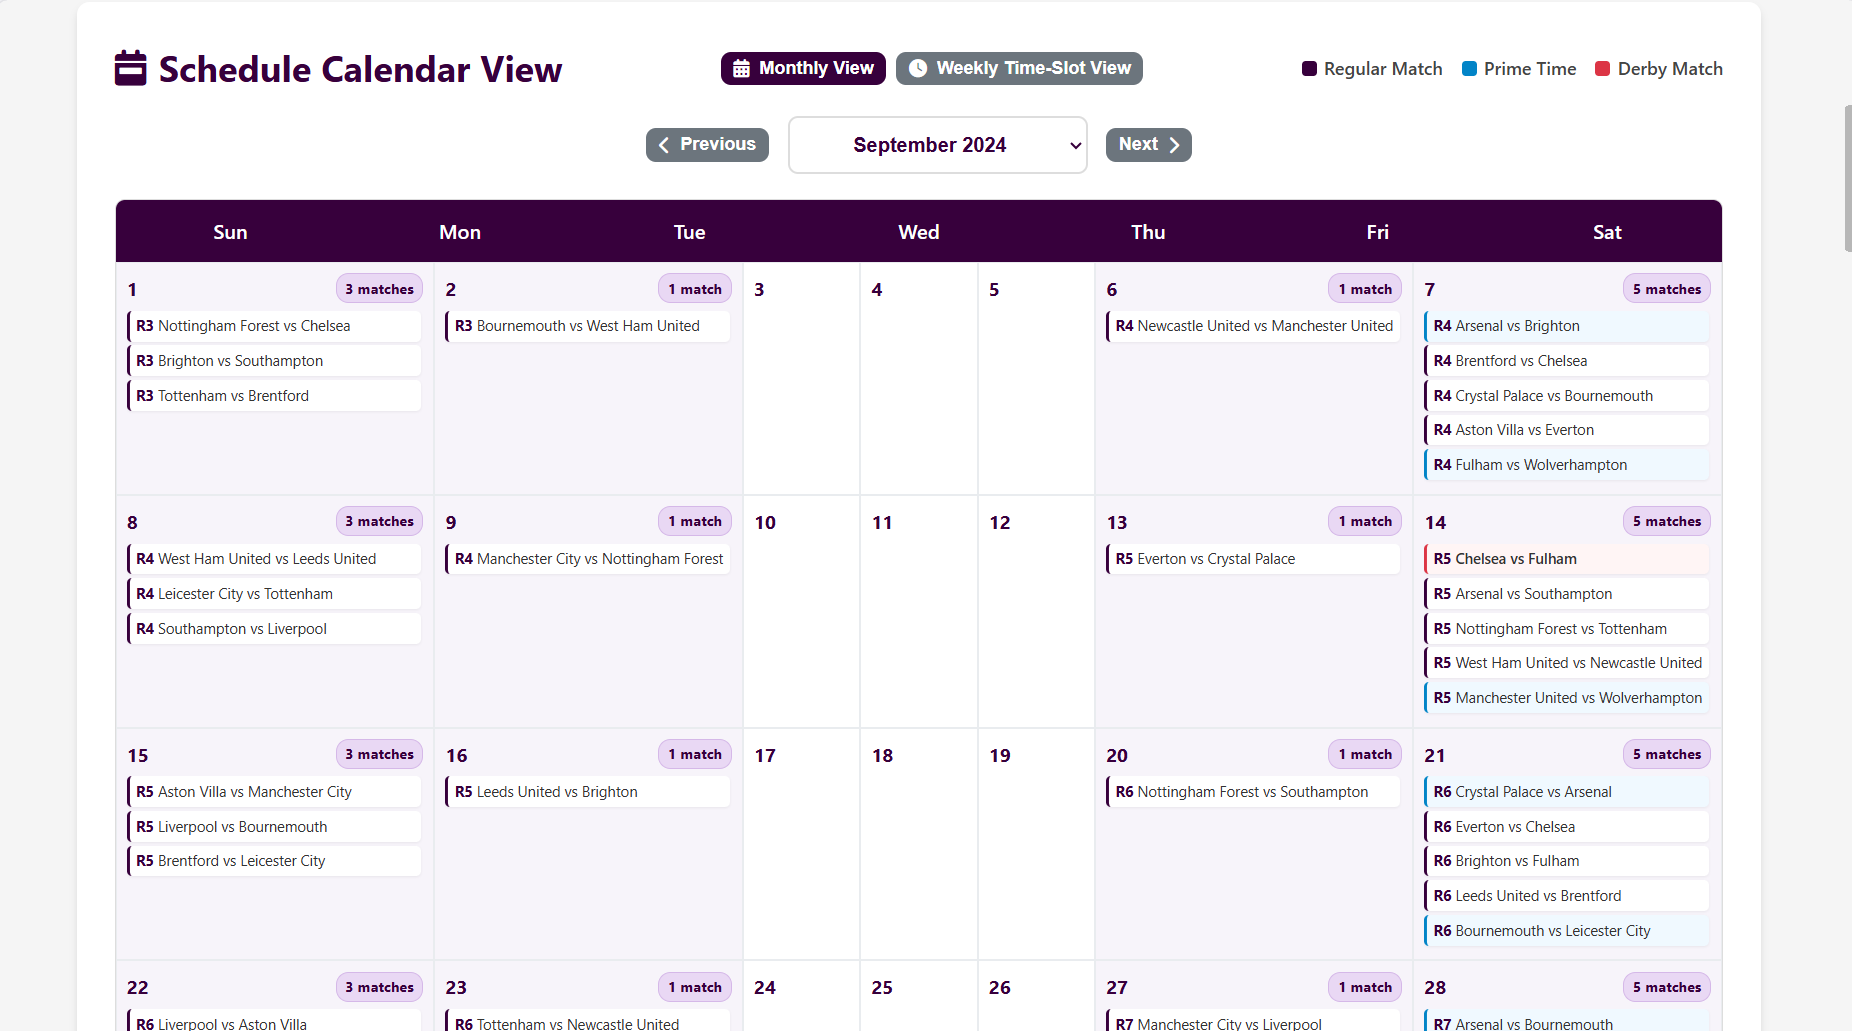 Schedule Calendar View
Monthly View
Weekly Time-Slot View
Regular Match
Prime Time
Derby Match
Previous
September 2024
Next
Sun
Mon
Tue
Wed
Thu
Fri
Sat
1
3 matches
R3 Nottingham Forest vs Chelsea
R3 Brighton vs Southampton
R3 Tottenham vs Brentford
2
1 match
R3 Bournemouth vs West Ham United
3
4
5
6
1 match
R4 Newcastle United vs Manchester United
7
5 matches
R4 Arsenal vs Brighton
R4 Brentford vs Chelsea
R4 Crystal Palace vs Bournemouth
R4 Aston Villa vs Everton
R4 Fulham vs Wolverhampton
8
3 matches
R4 West Ham United vs Leeds United
R4 Leicester City vs Tottenham
R4 Southampton vs Liverpool
9
1 match
R4 Manchester City vs Nottingham Forest
10
11
12
13
1 match
R5 Everton vs Crystal Palace
14
5 matches
R5 Chelsea vs Fulham
R5 Arsenal vs Southampton
R5 Nottingham Forest vs Tottenham
R5 West Ham United vs Newcastle United
R5 Manchester United vs Wolverhampton
15
3 matches
R5 Aston Villa vs Manchester City
R5 Liverpool vs Bournemouth
R5 Brentford vs Leicester City
16
1 match
R5 Leeds United vs Brighton
17
18
19
20
1 match
R6 Nottingham Forest vs Southampton
21
5 matches
R6 Crystal Palace vs Arsenal
R6 Everton vs Chelsea
R6 Brighton vs Fulham
R6 Leeds United vs Brentford
R6 Bournemouth vs Leicester City
22
3 matches
R6 Liverpool vs Aston Villa
23
1 match
R6 Tottenham vs Newcastle United
24
25
26
27
1 match
R7 Manchester City vs Liverpool
28
5 matches
R7 Arsenal vs Bournemouth